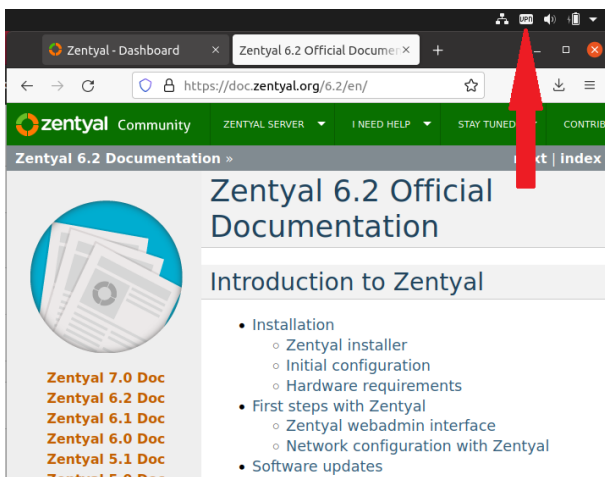 VPN
Zentyal - Dashboard
Zentyal 6.2 Official Documen
https://doc.zentyal.org/6.2/en/
zentyal Community
ZENTYAL SERVER
I NEED HELP
STAY TUNED
CONTRIB
Zentyal 6.2 Documentation »
| index
Zentyal 6.2 Official
Documentation
Introduction to Zentyal
• Installation
◦ Zentyal installer
◦ Initial configuration
◦ Hardware requirements
• First steps with Zentyal
◦ Zentyal webadmin interface
◦ Network configuration with Zentyal
• Software updates
Zentyal 7.0 Doc
Zentyal 6.2 Doc
Zentyal 6.1 Doc
Zentyal 6.0 Doc
Zentyal 5.1 Doc